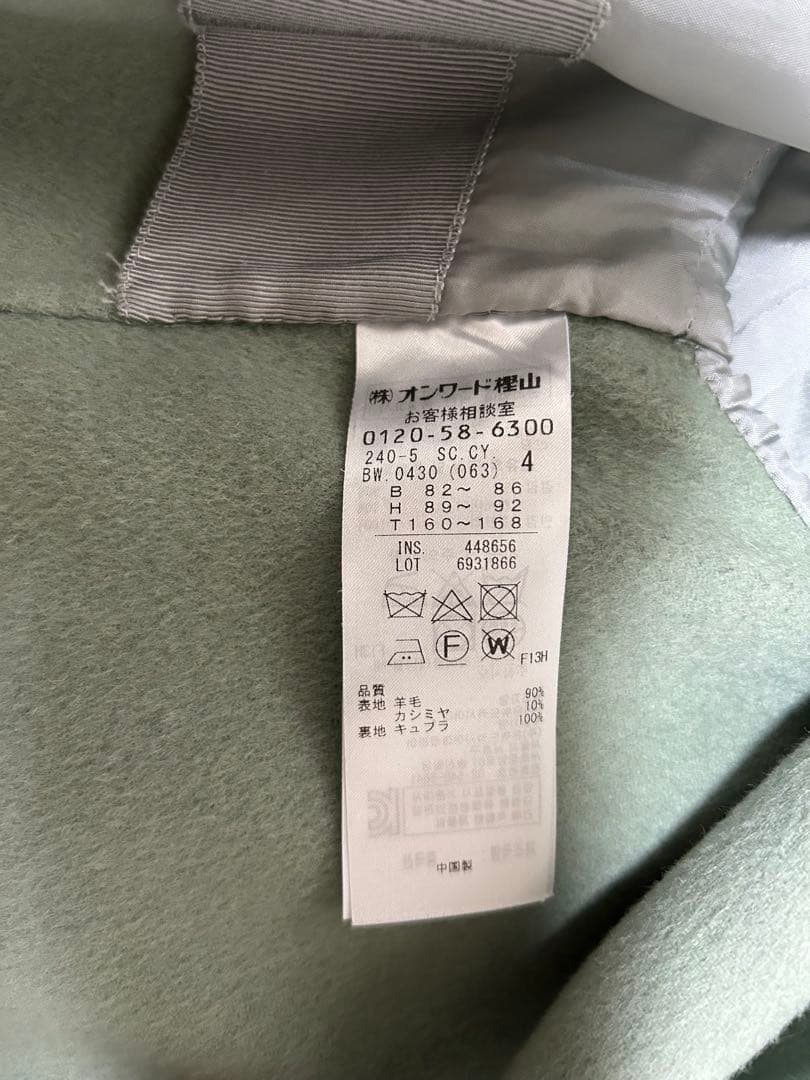 (株)オンワード樫山
お客様相談室
0120-58-6300
240-5 SC.CY.
BW.0430 (063) 4
B 82～ 86
H 89～ 92
T160～168
INS. 448656
LOT 6931866
F W F13H
品質
表地 羊毛 90%
カシミヤ 10%
裏地 キュプラ 100%
中国製